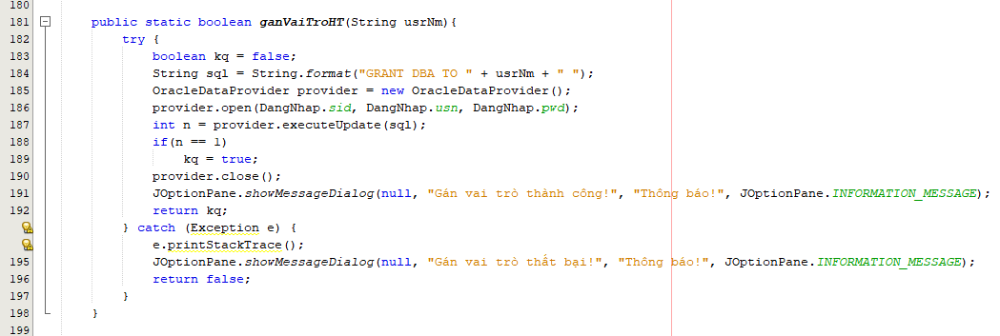 180
181 public static boolean ganVaiTroHT(String usrNm){
182 try {
183 boolean kq = false;
184 String sql = String.format("GRANT DBA TO " + usrNm + " ");
185 OracleDataProvider provider = new OracleDataProvider();
186 provider.open(DangNhap.sid, DangNhap.usn, DangNhap.pwd);
187 int n = provider.executeUpdate(sql);
188 if(n == 1)
189 kq = true;
190 provider.close();
191 JOptionPane.showMessageDialog(null, "Gán vai trò thành công!", "Thông báo!", JOptionPane.INFORMATION_MESSAGE);
192 return kq;
} catch (Exception e) {
e.printStackTrace();
195 JOptionPane.showMessageDialog(null, "Gán vai trò thất bại!", "Thông báo!", JOptionPane.INFORMATION_MESSAGE);
196 return false;
197 }
198 }
199